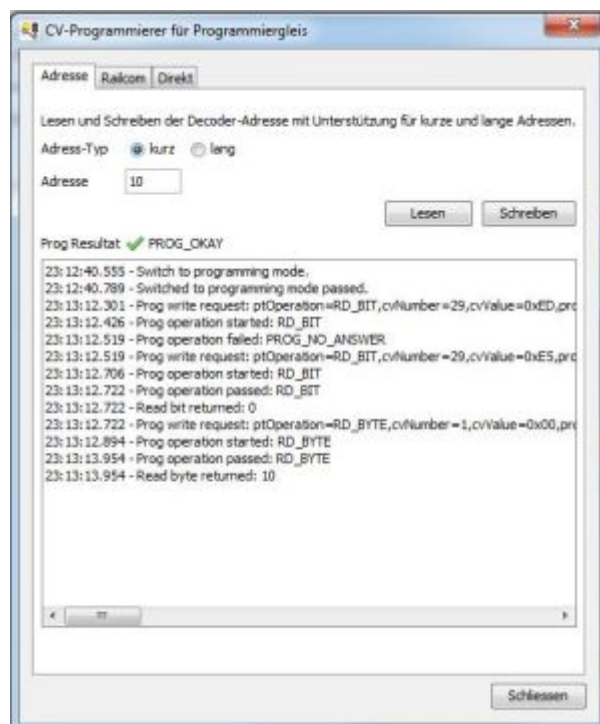 CV-Programmierer für Programmiergleis
Adresse Railcom Direkt
Lesen und Schreiben der Decoder-Adresse mit Unterstützung für kurze und lange Adressen.
Adress-Typ kurz lang
Adresse 10
Lesen Schreiben
Prog Resultat PROG_OKAY
23:12:40.555 - Switch to programming mode.
23:12:40.789 - Switched to programming mode passed.
23:13:12.301 - Prog write request: ptOperation=RD_BIT,cvNumber=29,cvValue=0xED,pro
23:13:12.426 - Prog operation started: RD_BIT
23:13:12.519 - Prog operation failed: PROG_NO_ANSWER
23:13:12.519 - Prog write request: ptOperation=RD_BIT,cvNumber=29,cvValue=0xE5,prc
23:13:12.706 - Prog operation started: RD_BIT
23:13:12.722 - Prog operation passed: RD_BIT
23:13:12.722 - Read bit returned: 0
23:13:12.722 - Prog write request: ptOperation=RD_BYTE,cvNumber=1,cvValue=0x00,pro
23:13:12.894 - Prog operation started: RD_BYTE
23:13:13.954 - Prog operation passed: RD_BYTE
23:13:13.954 - Read byte returned: 10
Schliessen